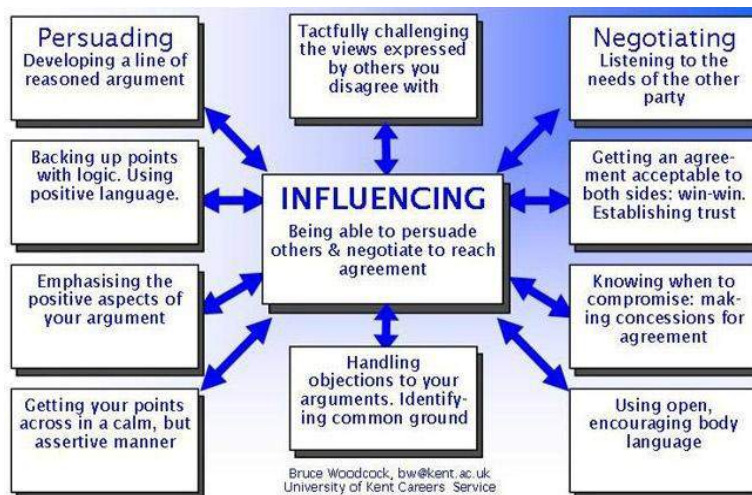 Persuading
Developing a line of
reasoned argument
Backing up points
with logic. Using
positive language.
Emphasising the
positive aspects of
your argument
Getting your points
across in a calm, but
assertive manner
Tactfully challenging
the views expressed
by others you
disagree with
INFLUENCING
Being able to persuade
others & negotiate to reach
agreement
Handling
objections to your
arguments. Identify-
ing common ground
Negotiating
Listening to the
needs of the other
party
Getting an agree-
ment acceptable to
both sides: win-win.
Establishing trust
Knowing when to
compromise: mak-
ing concessions for
agreement
Using open,
encouraging body
language
Bruce Woodcock, bw@kent.ac.uk
University of Kent Careers Service